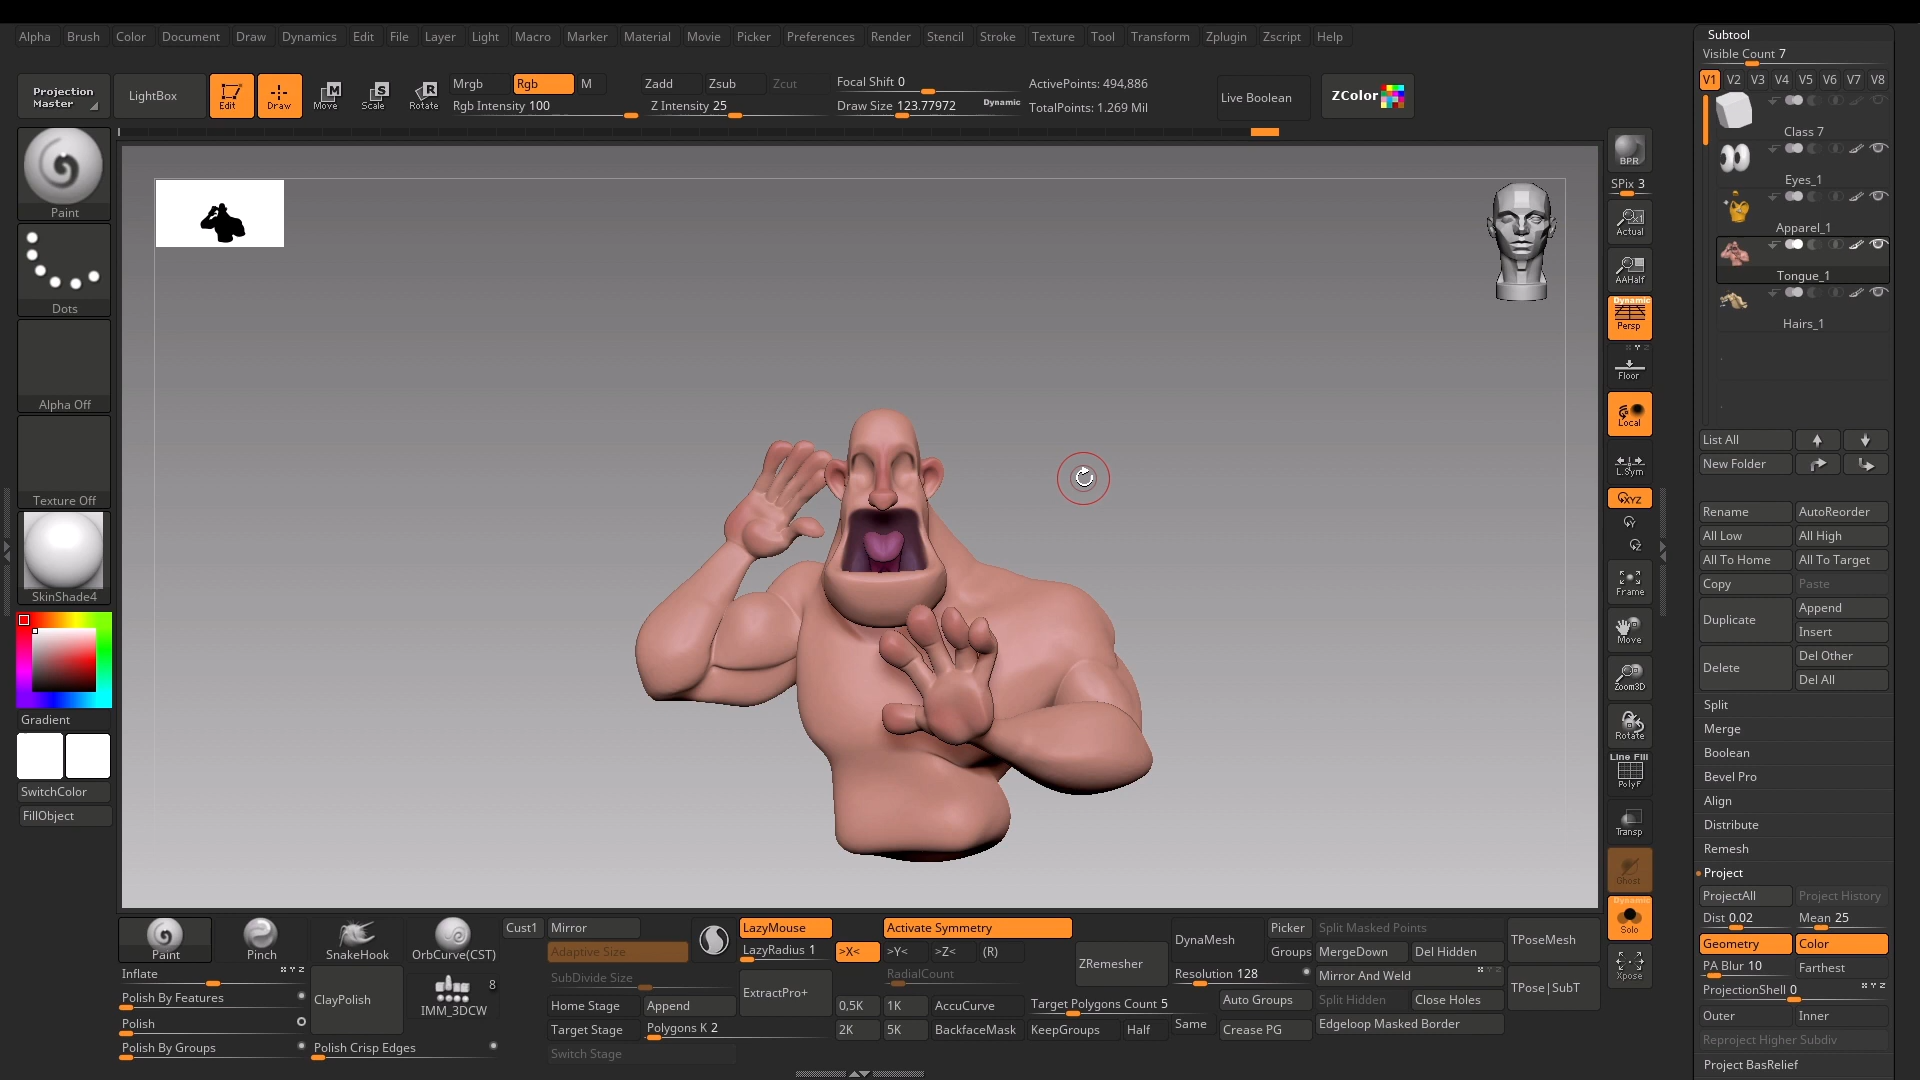 Alpha Brush Color Document Draw Dynamics Edit File Layer Light Macro Marker Material Movie Picker Preferences Render Stencil Stroke Texture Tool Transform Zplugin Zscript Help
Projection Master
LightBox
Edit
Draw
Move
Scale
Rotate
Mrgb Rgb M
Rgb Intensity 100
Zadd Zsub Zcut
Z Intensity 25
Focal Shift 0
Draw Size 123.77972 Dynamic
ActivePoints: 494,886
TotalPoints: 1.269 Mil
Live Boolean
ZColor
Paint
Dots
Alpha Off
Texture Off
SkinShade4
Gradient
SwitchColor
FillObject
BPR
SPix 3
Actual
AAHalf
Dynamic
Persp
Floor
Local
L.Sym
XYZ
Y
Z
Frame
Move
Zoom3D
Rotate
Line Fill
PolyF
Transp
Ghost
Dynamic
Solo
Xpose
Subtool
Visible Count 7
V1 V2 V3 V4 V5 V6 V7 V8
Class 7
Eyes_1
Apparel_1
Tongue_1
Hairs_1
List All
New Folder
Rename AutoReorder
All Low All High
All To Home All To Target
Copy Paste
Duplicate
Append
Insert
Delete
Del Other
Del All
Split
Merge
Boolean
Bevel Pro
Align
Distribute
Remesh
Project
ProjectAll Project History
Dist 0.02 Mean 25
Geometry Color
PA Blur 10 Farthest
ProjectionShell 0
Outer Inner
Reproject Higher Subdiv
Project BasRelief
Paint
Pinch
SnakeHook
OrbCurve(CST)
Inflate
Polish By Features
Polish
Polish By Groups
ClayPolish
8
IMM_3DCW
Polish Crisp Edges
Cust1 Mirror
Adaptive Size
SubDivide Size
Home Stage Append
Target Stage Polygons K 2
Switch Stage
LazyMouse
LazyRadius 1
ExtractPro+
Activate Symmetry
>X< >Y< >Z< (R)
RadialCount
0,5K 1K AccuCurve
2K 5K BackfaceMask
ZRemesher
Target Polygons Count 5
KeepGroups Half Same
DynaMesh
Resolution 128
Auto Groups
Crease PG
Picker
Groups
Split Masked Points
MergeDown Del Hidden
Mirror And Weld
Split Hidden Close Holes
Edgeloop Masked Border
TPoseMesh
TPose|SubT